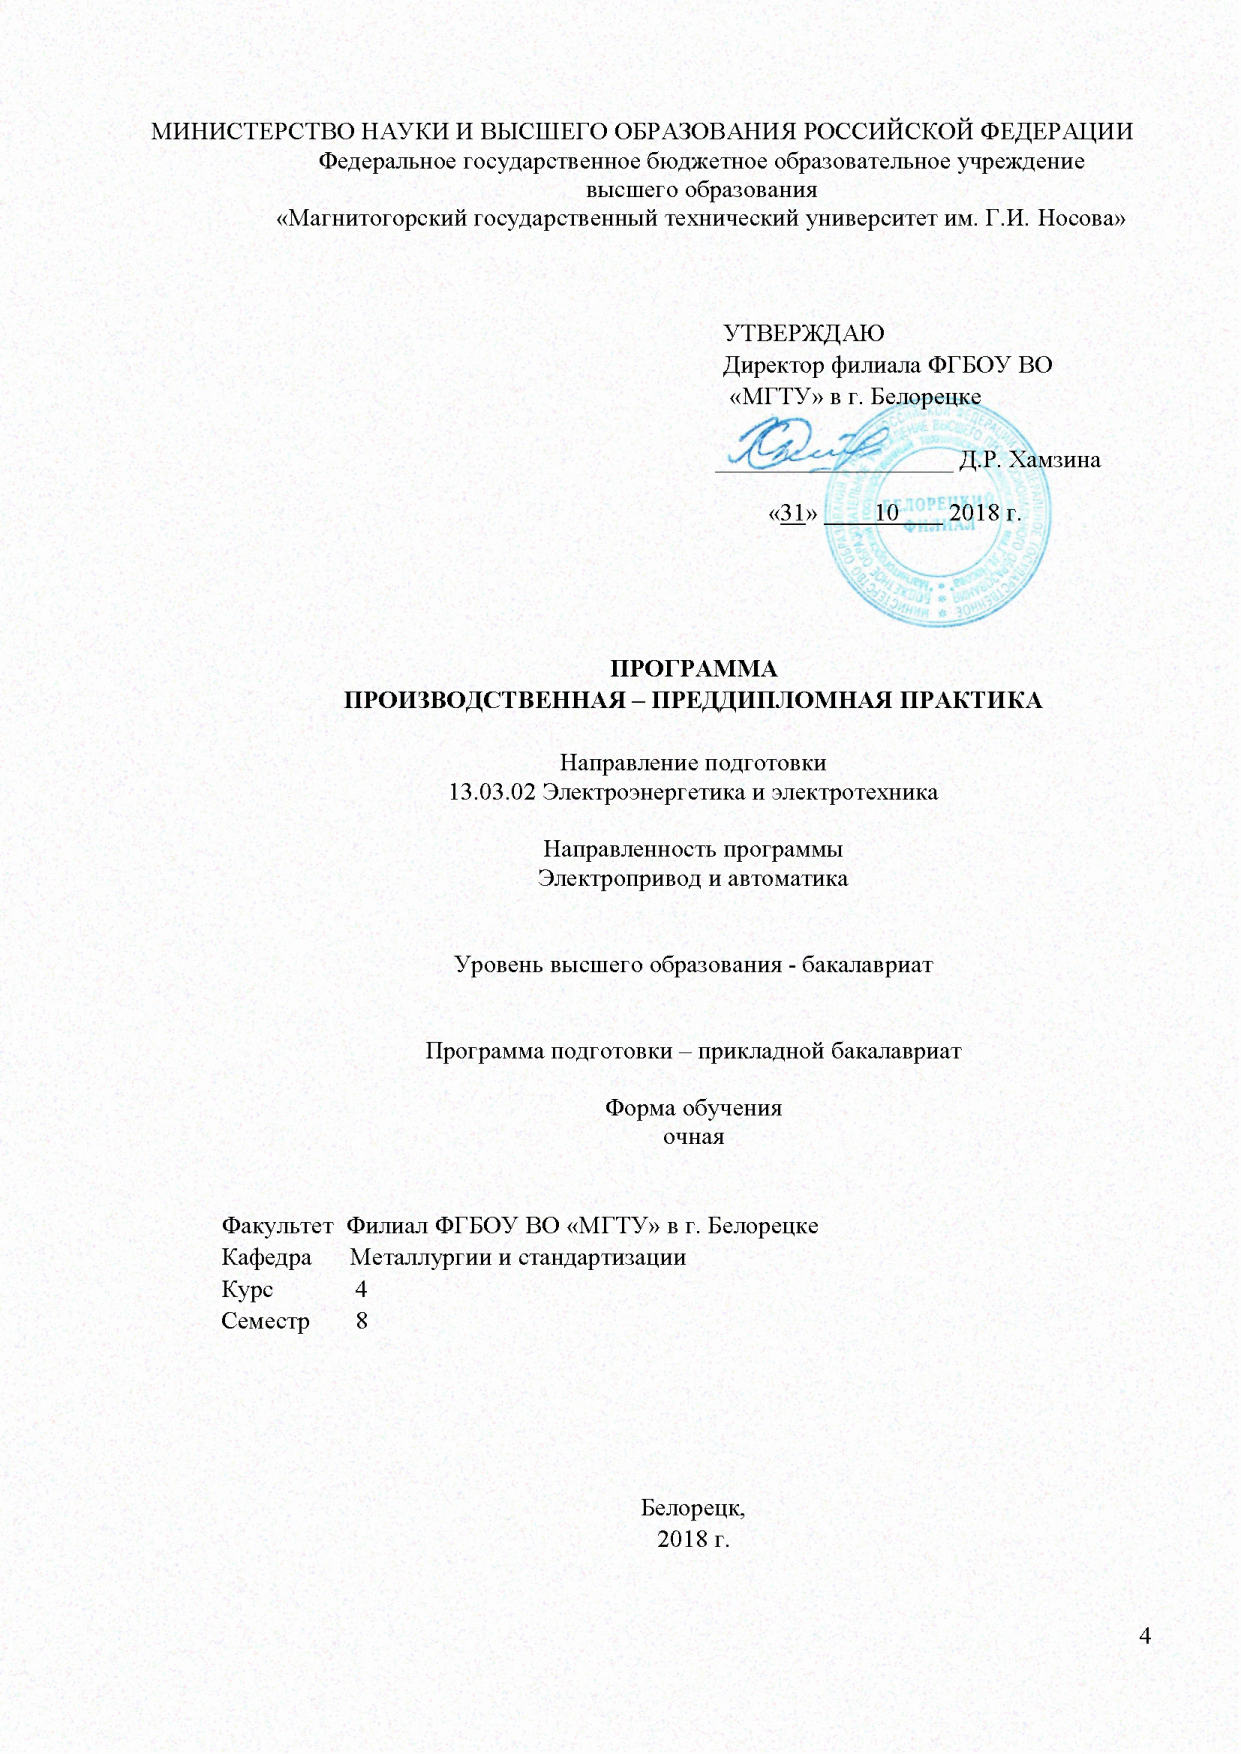 МИНИСТЕРСТВО НАУКИ И ВЫСШЕГО ОБРАЗОВАНИЯ РОССИЙСКОЙ ФЕДЕРАЦИИ
Федеральное государственное бюджетное образовательное учреждение
высшего образования
«Магнитогорский государственный технический университет им. Г.И. Носова»
УТВЕРЖДАЮ
Директор филиала ФГБОУ ВО
«МГТУ» в г. Белорецке
Д.Р. Хамзина
«31» 10 2018 г.
БЕЛОРЕЦКИЙ
ФИЛИАЛ
ПРОГРАММА
ПРОИЗВОДСТВЕННАЯ – ПРЕДДИПЛОМНАЯ ПРАКТИКА
Направление подготовки
13.03.02 Электроэнергетика и электротехника
Направленность программы
Электропривод и автоматика
Уровень высшего образования - бакалавриат
Программа подготовки – прикладной бакалавриат
Форма обучения
очная
Факультет Филиал ФГБОУ ВО «МГТУ» в г. Белорецке
Кафедра Металлургии и стандартизации
Курс 4
Семестр 8
Белорецк,
2018 г.
4